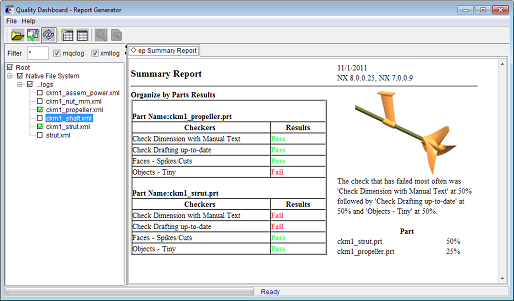 Quality Dashboard - Report Generator
File Help
Filter * mqclog xmllog
Root
Native File System
...logs
ckm1_assem_power.xml
ckm1_nut_mm.xml
ckm1_propeller.xml
ckm1_shaft.xml
ckm1_strut.xml
strut.xml
ep Summary Report
11/1/2011
Summary Report NX 8.0.0.25, NX 7.0.0.9
Organize by Parts Results
Part Name:ckm1_propeller.prt
Checkers Results
Check Dimension with Manual Text Pass
Check Drafting up-to-date Pass
Faces - Spikes/Cuts Pass
Objects - Tiny Fail
Part Name:ckm1_strut.prt
Checkers Results
Check Dimension with Manual Text Fail
Check Drafting up-to-date Fail
Faces - Spikes/Cuts Pass
Objects - Tiny Pass
The check that has failed most often was
'Check Dimension with Manual Text' at 50%
followed by 'Check Drafting up-to-date' at
50% and 'Objects - Tiny' at 50%.
Part
ckm1_strut.prt 50%
ckm1_propeller.prt 25%
Ready